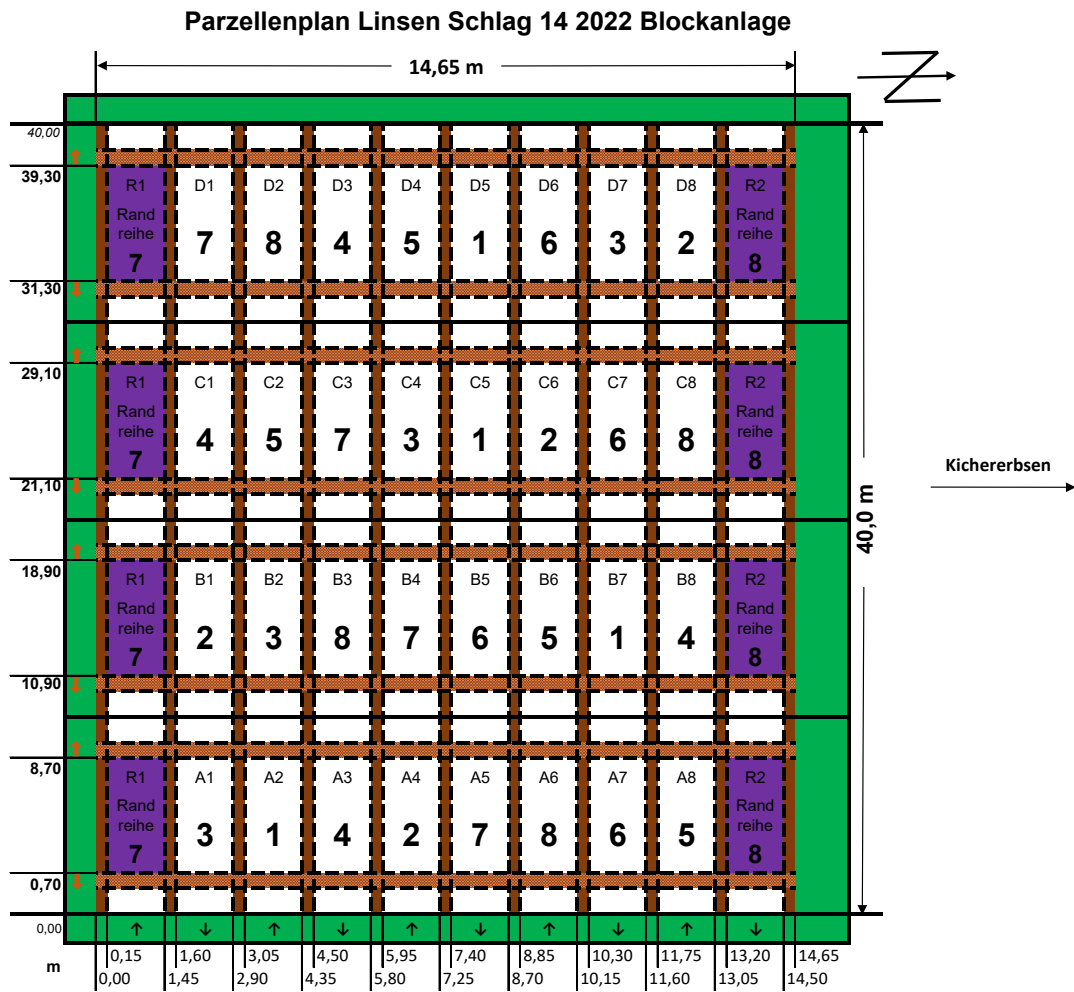 Parzellenplan Linsen Schlag 14 2022 Blockanlage
14,65 m
40,00
39,30
R1 D1 D2 D3 D4 D5 D6 D7 D8 R2
Rand Rand
reihe reihe
7 7 8 4 5 1 6 3 2 8
31,30
29,10
R1 C1 C2 C3 C4 C5 C6 C7 C8 R2
Rand Rand
reihe reihe
7 4 5 7 3 1 2 6 8 8
21,10
Kichererbsen
40,0 m
18,90
R1 B1 B2 B3 B4 B5 B6 B7 B8 R2
Rand Rand
reihe reihe
7 2 3 8 7 6 5 1 4 8
10,90
8,70
R1 A1 A2 A3 A4 A5 A6 A7 A8 R2
Rand Rand
reihe reihe
7 3 1 4 2 7 8 6 5 8
0,70
0,00
m
0,15 1,60 3,05 4,50 5,95 7,40 8,85 10,30 11,75 13,20 14,65
0,00 1,45 2,90 4,35 5,80 7,25 8,70 10,15 11,60 13,05 14,50